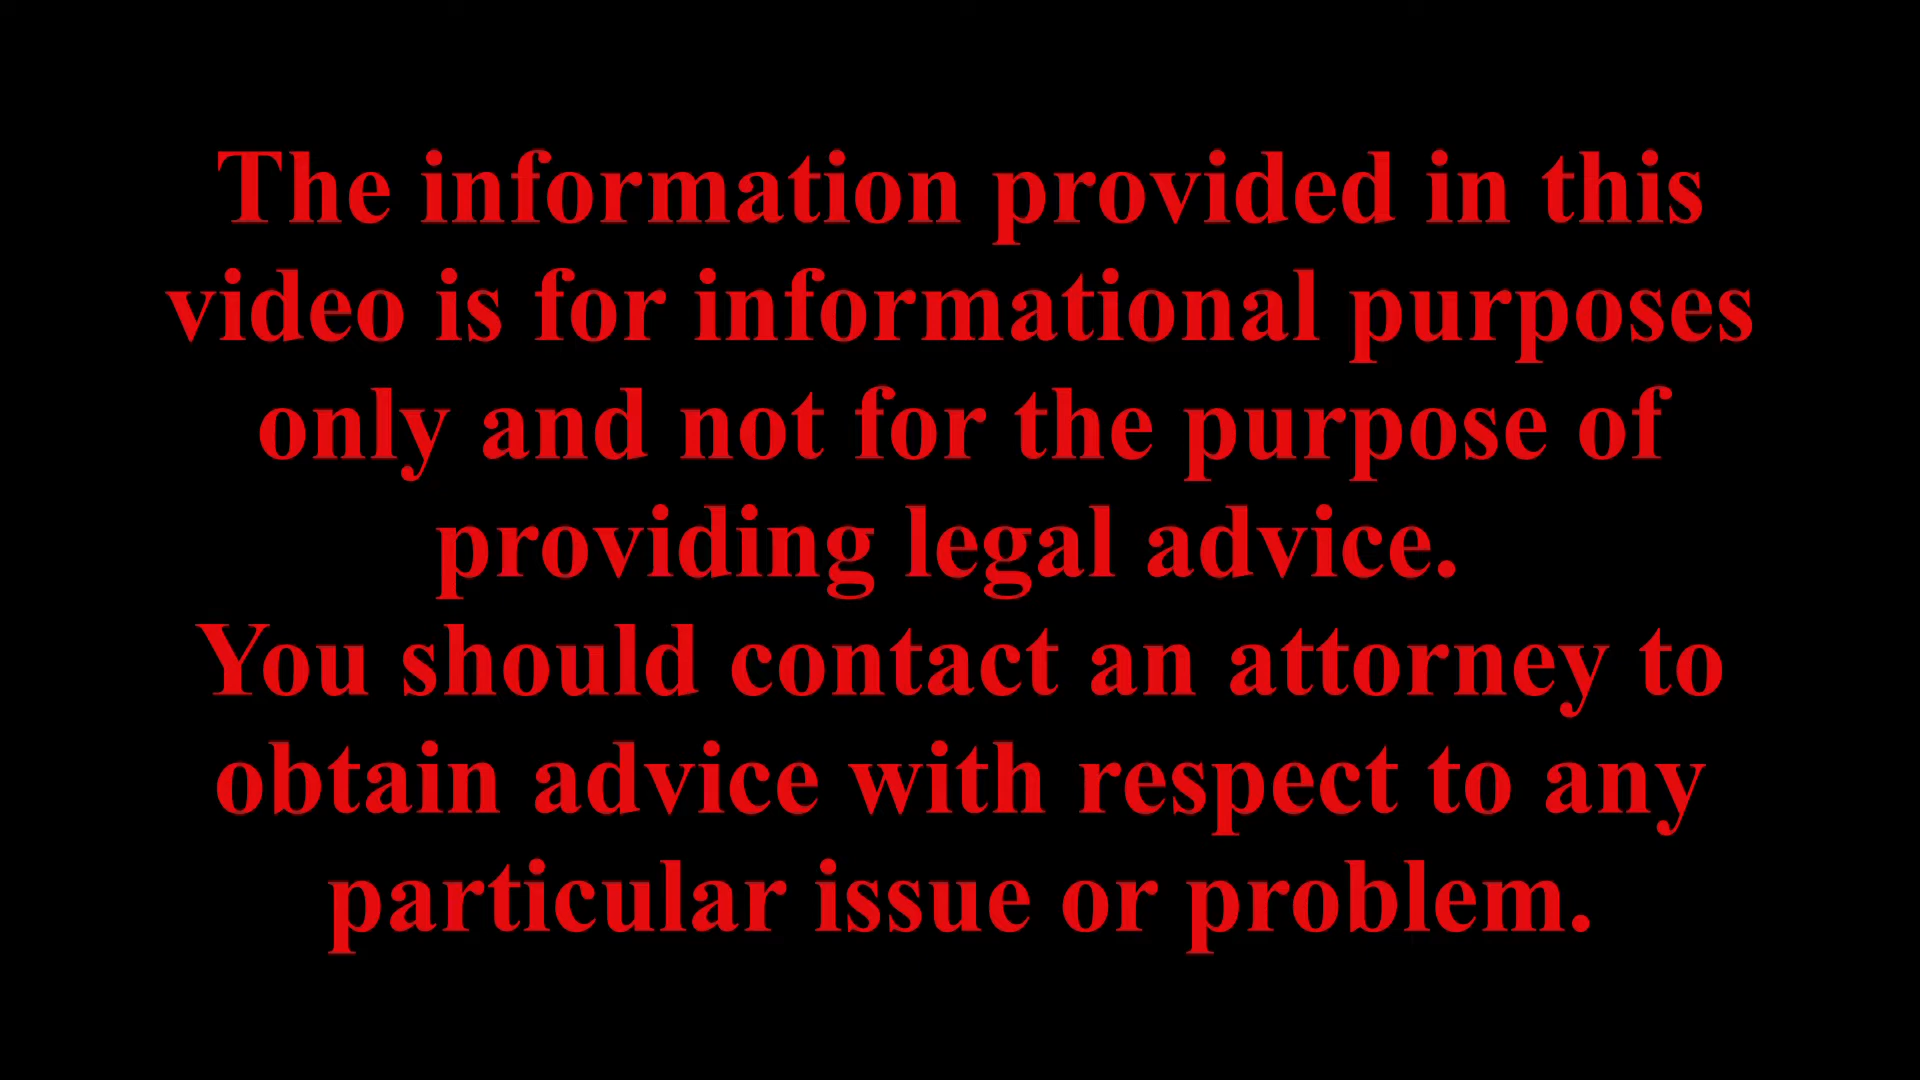 The information provided in this
video is for informational purposes
only and not for the purpose of
providing legal advice.
You should contact an attorney to
obtain advice with respect to any
particular issue or problem.